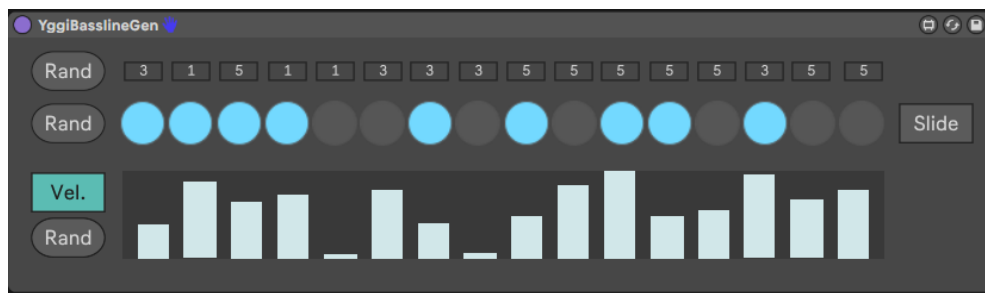 YggiBasslineGen
Rand 3 1 5 1 1 3 3 3 5 5 5 5 5 3 5 5
Rand Slide
Vel.
Rand